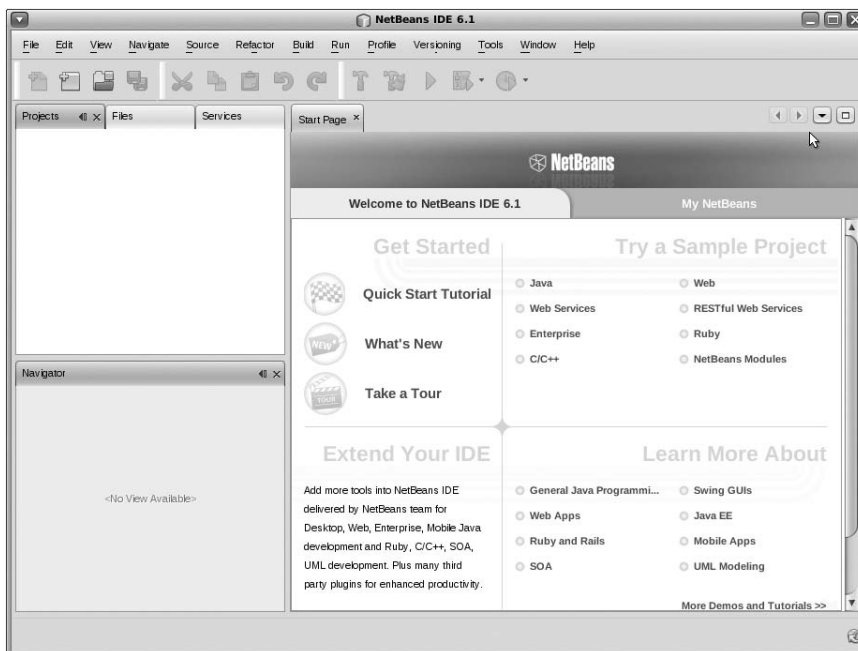 NetBeans IDE 6.1
File Edit View Navigate Source Refactor Build Run Profile Versioning Tools Window Help
Projects Files Services
Start Page
NetBeans
Welcome to NetBeans IDE 6.1 My NetBeans
Get Started
Quick Start Tutorial
NEW
What's New
TOUR
Take a Tour
Try a Sample Project
Java Web
Web Services RESTful Web Services
Enterprise Ruby
C/C++ NetBeans Modules
Navigator
<No View Available>
Extend Your IDE
Add more tools into NetBeans IDE
delivered by NetBeans team for
Desktop, Web, Enterprise, Mobile Java
development and Ruby, C/C++, SOA,
UML development. Plus many third
party plugins for enhanced productivity.
Learn More About
General Java Programmi... Swing GUIs
Web Apps Java EE
Ruby and Rails Mobile Apps
SOA UML Modeling
More Demos and Tutorials >>